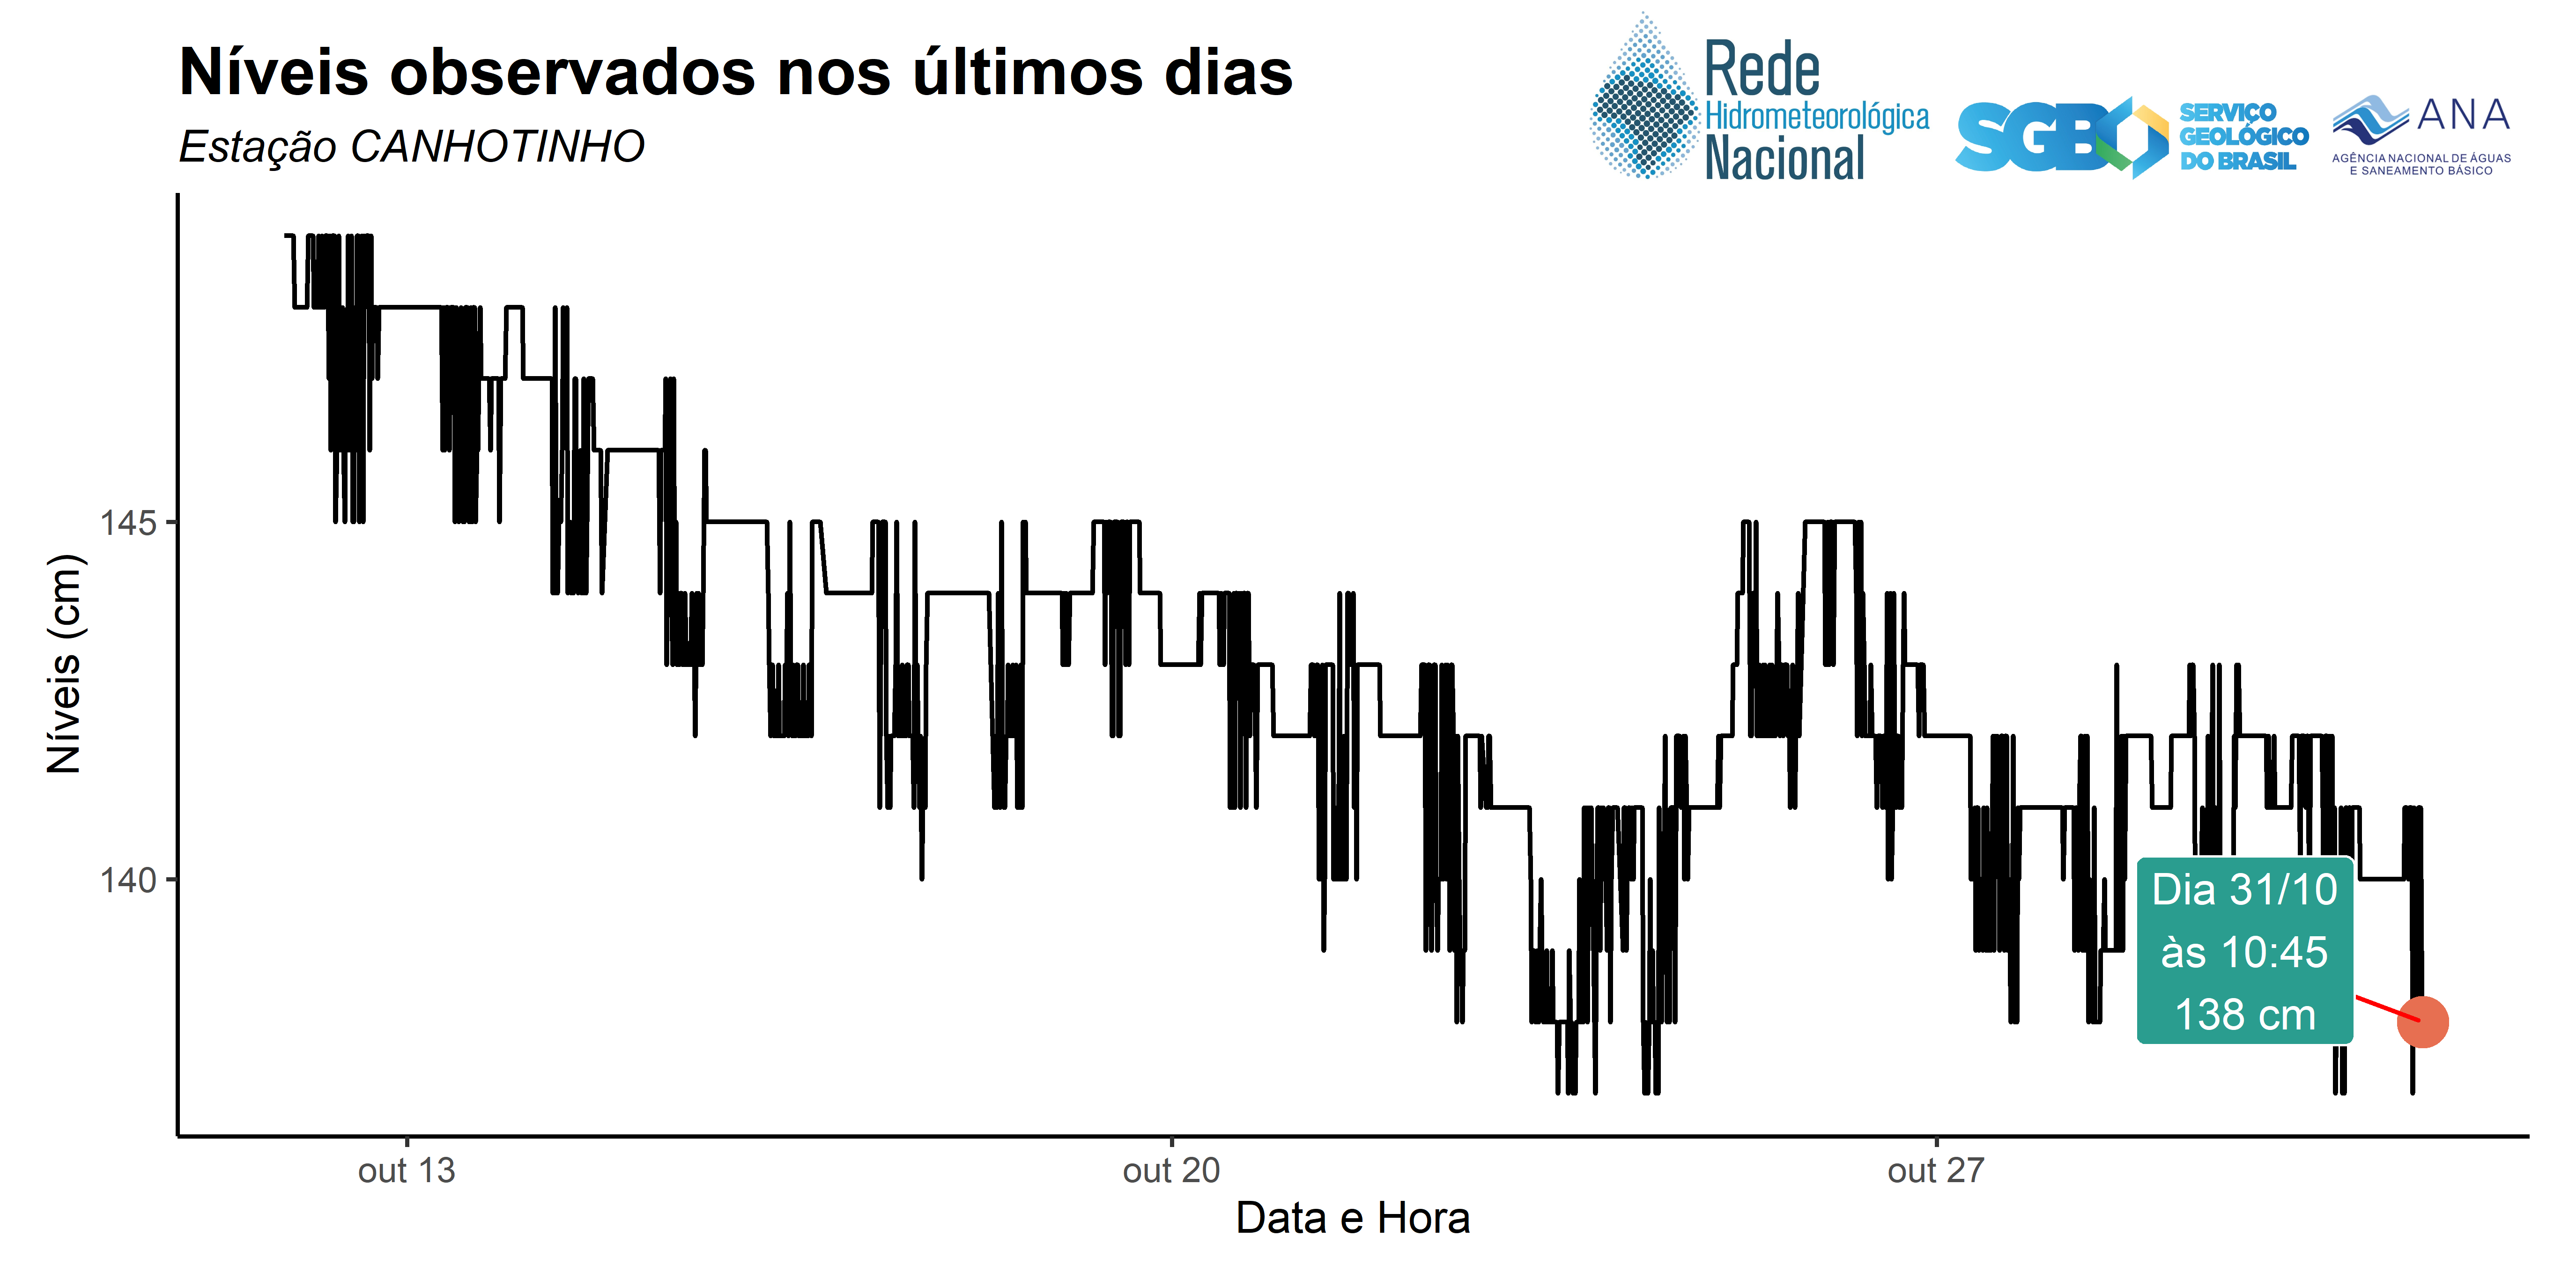 Níveis observados nos últimos dias
Estação CANHOTINHO
Rede
Hidrometeorológica
Nacional
SGB
SERVIÇO
GEOLÓGICO
DO BRASIL
ANA
AGÊNCIA NACIONAL DE ÁGUAS
E SANEAMENTO BÁSICO
Níveis (cm)
145
140
Dia 31/10
às 10:45
138 cm
out 13
out 20
out 27
Data e Hora